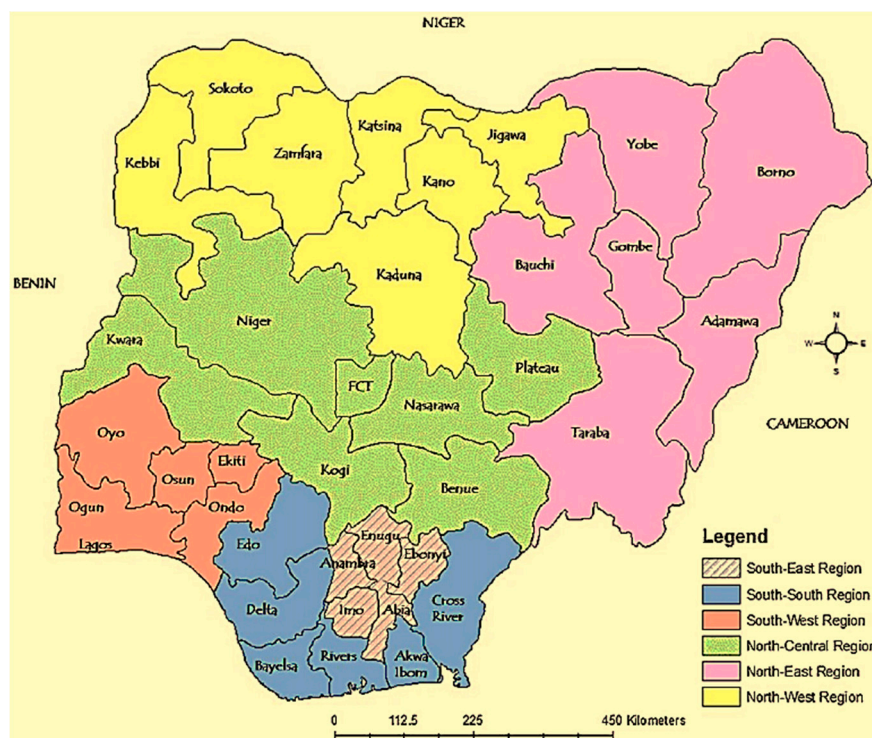 NIGER
Sokoto
Katsina
Jigawa
Kebbi
Zamfara
Kano
Yobe
Borno
BENIN
Kaduna
Bauchi
Gombe
Adamawa
Niger
Kwara
FCT
Plateau
Nasarawa
Taraba
CAMEROON
N
W
E
S
Oyo
Osun
Ekiti
Kogi
Benue
Ogun
Ondo
Lagos
Edo
Enugu
Anambra
Ebonyi
Delta
Imo
Abia
Cross
River
Bayelsa
Rivers
Akwa
Ibom
Legend
South-East Region
South-South Region
South-West Region
North-Central Region
North-East Region
North-West Region
0 112.5 225 450 Kilometers